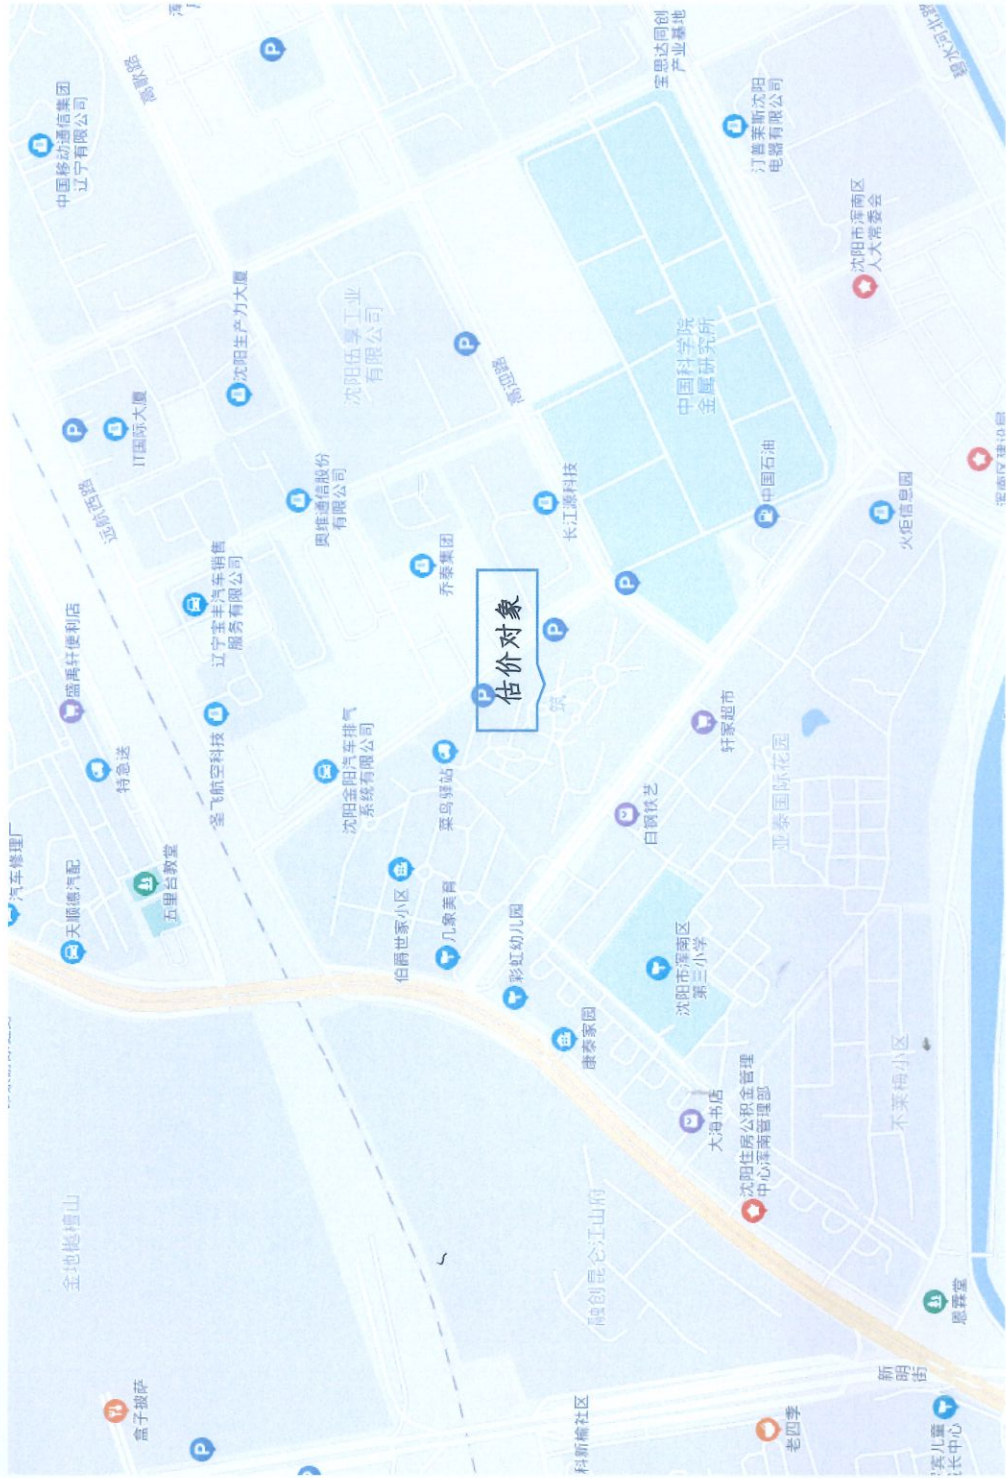 中国移动通信集团
辽宁有限公司
高歌路
宝思达同创
产业基地
汀普莱斯沈阳
电器有限公司
沈阳市浑南区
人大常委会
沈阳生产力大厦
IT国际大厦
远航西路
沈阳伍享工业
有限公司
中国科学院
金属研究所
奥维通信股份
有限公司
长江源科技
中国石油
火炬信息园
乔泰集团
估价对象
辽宁宝丰汽车销售
服务有限公司
盛禹轩便利店
特急送
圣飞航空科技
沈阳金阳汽车排气
系统有限公司
菜鸟驿站
筑
轩家超市
白钢铁艺
亚泰国际花园
汽车修理厂
天顺德汽配
五里台教堂
伯爵世家小区
几象美育
彩虹幼儿园
康泰家园
沈阳市浑南区
第三小学
大海书店
沈阳住房公积金管理
中心浑南管理部
不莱梅小区
金地樾檀山
融创昆仑江山府
恩霖堂
新明街
盒子披萨
科新榆社区
老四季
宾儿童
长中心